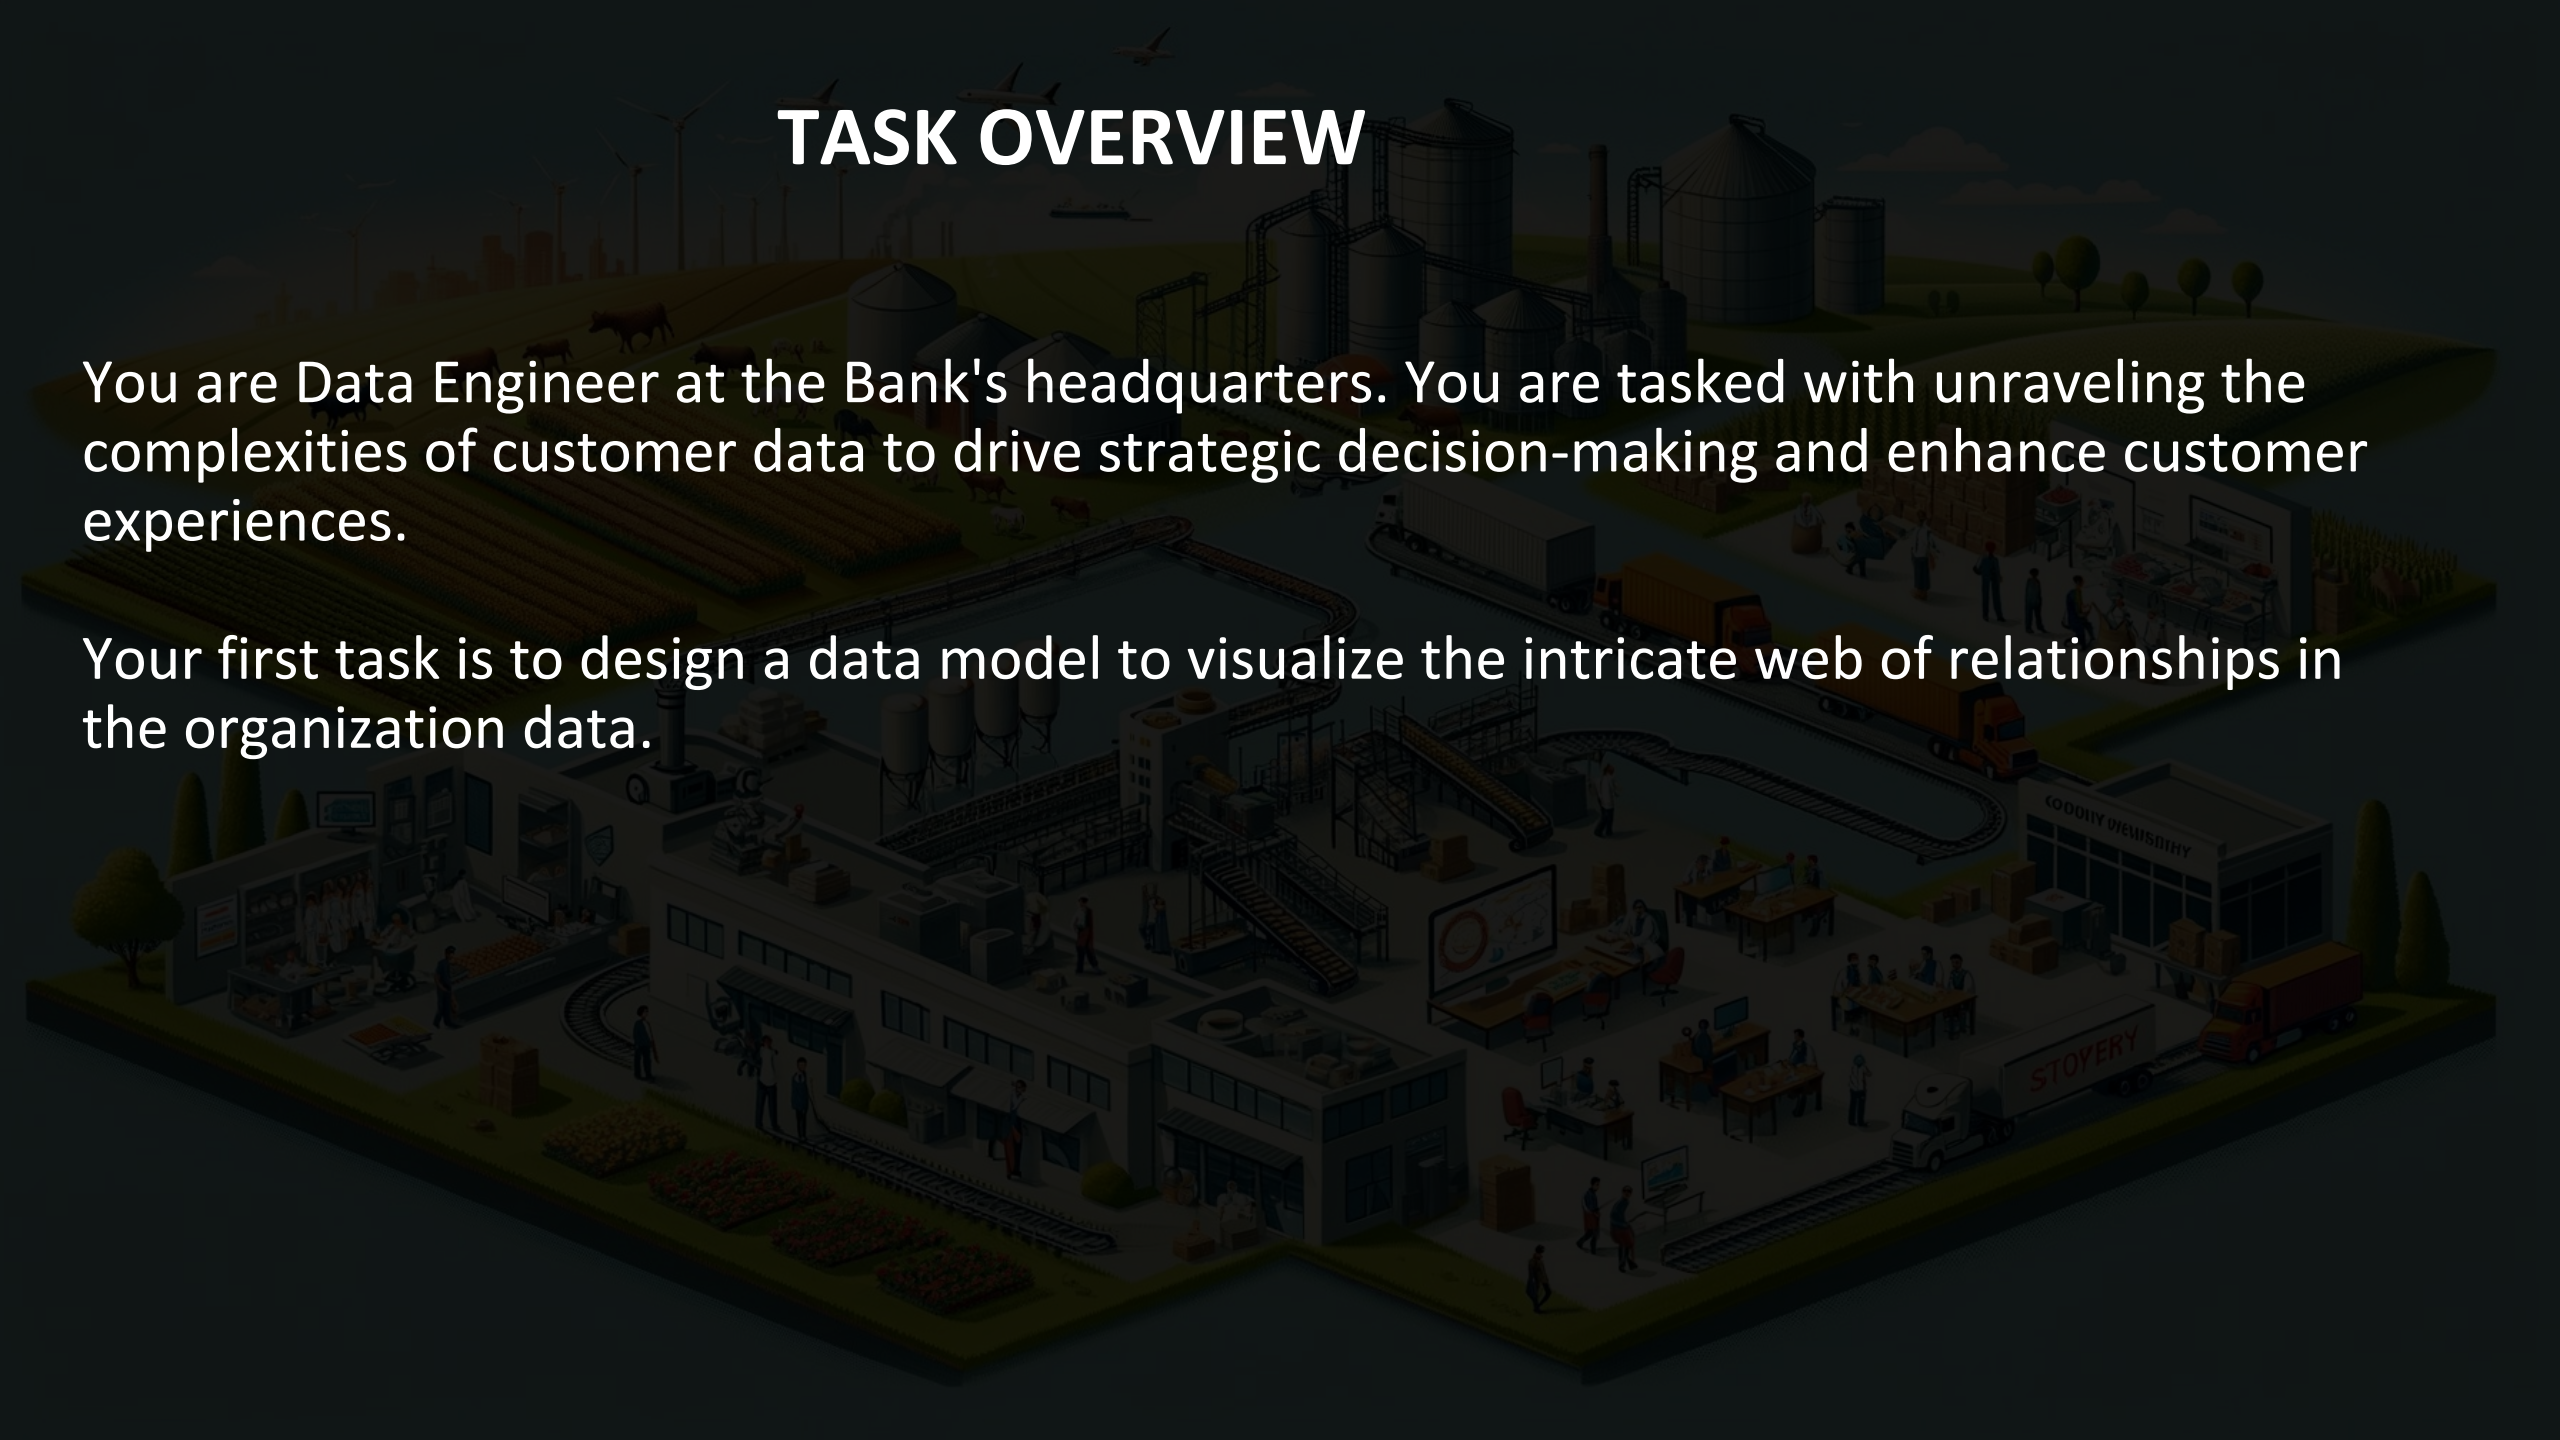 TASK OVERVIEW
You are Data Engineer at the Bank's headquarters. You are tasked with unraveling the
complexities of customer data to drive strategic decision-making and enhance customer
experiences.
Your first task is to design a data model to visualize the intricate web of relationships in
the organization data.
STOYERY